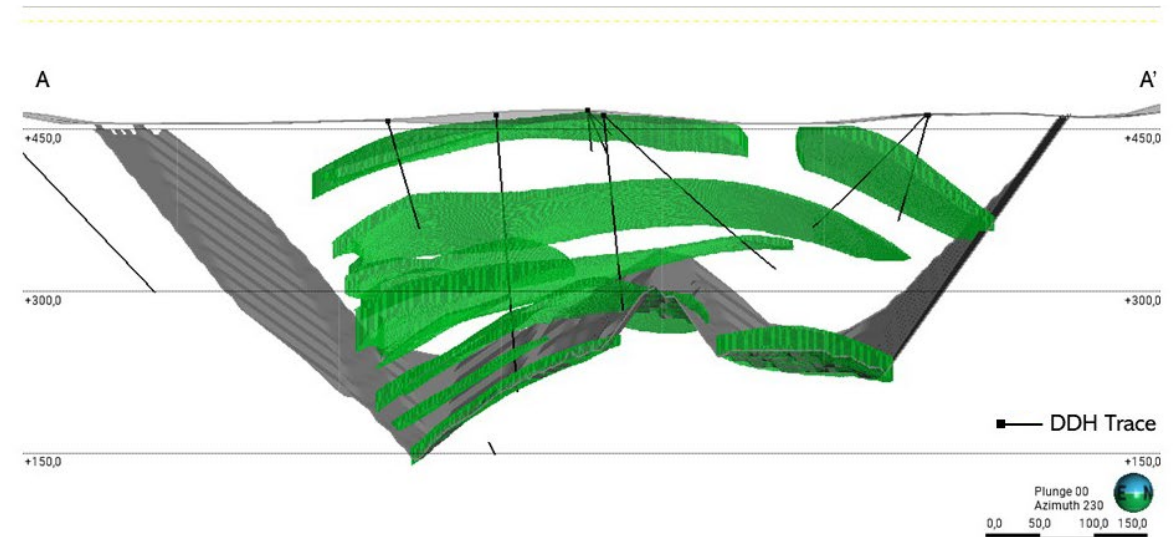 A A'
+450,0 +450,0
+300,0 +300,0
DDH Trace
+150,0 +150,0
Plunge 00
Azimuth 230
E N
0,0 50,0 100,0 150,0